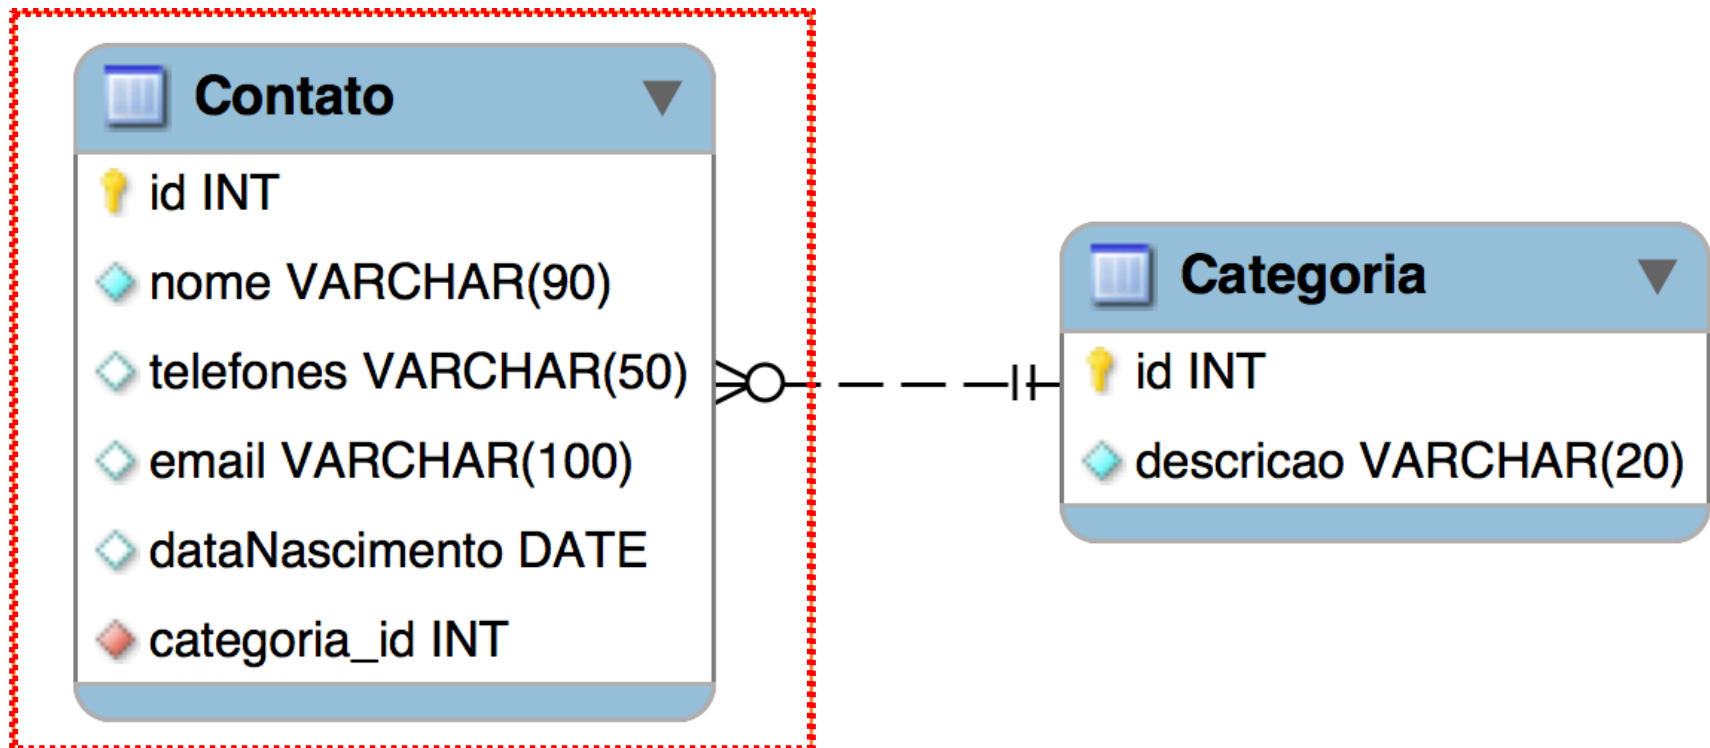 Contato
id INT
nome VARCHAR(90)
telefones VARCHAR(50)
email VARCHAR(100)
dataNascimento DATE
categoria_id INT
Categoria
id INT
descricao VARCHAR(20)